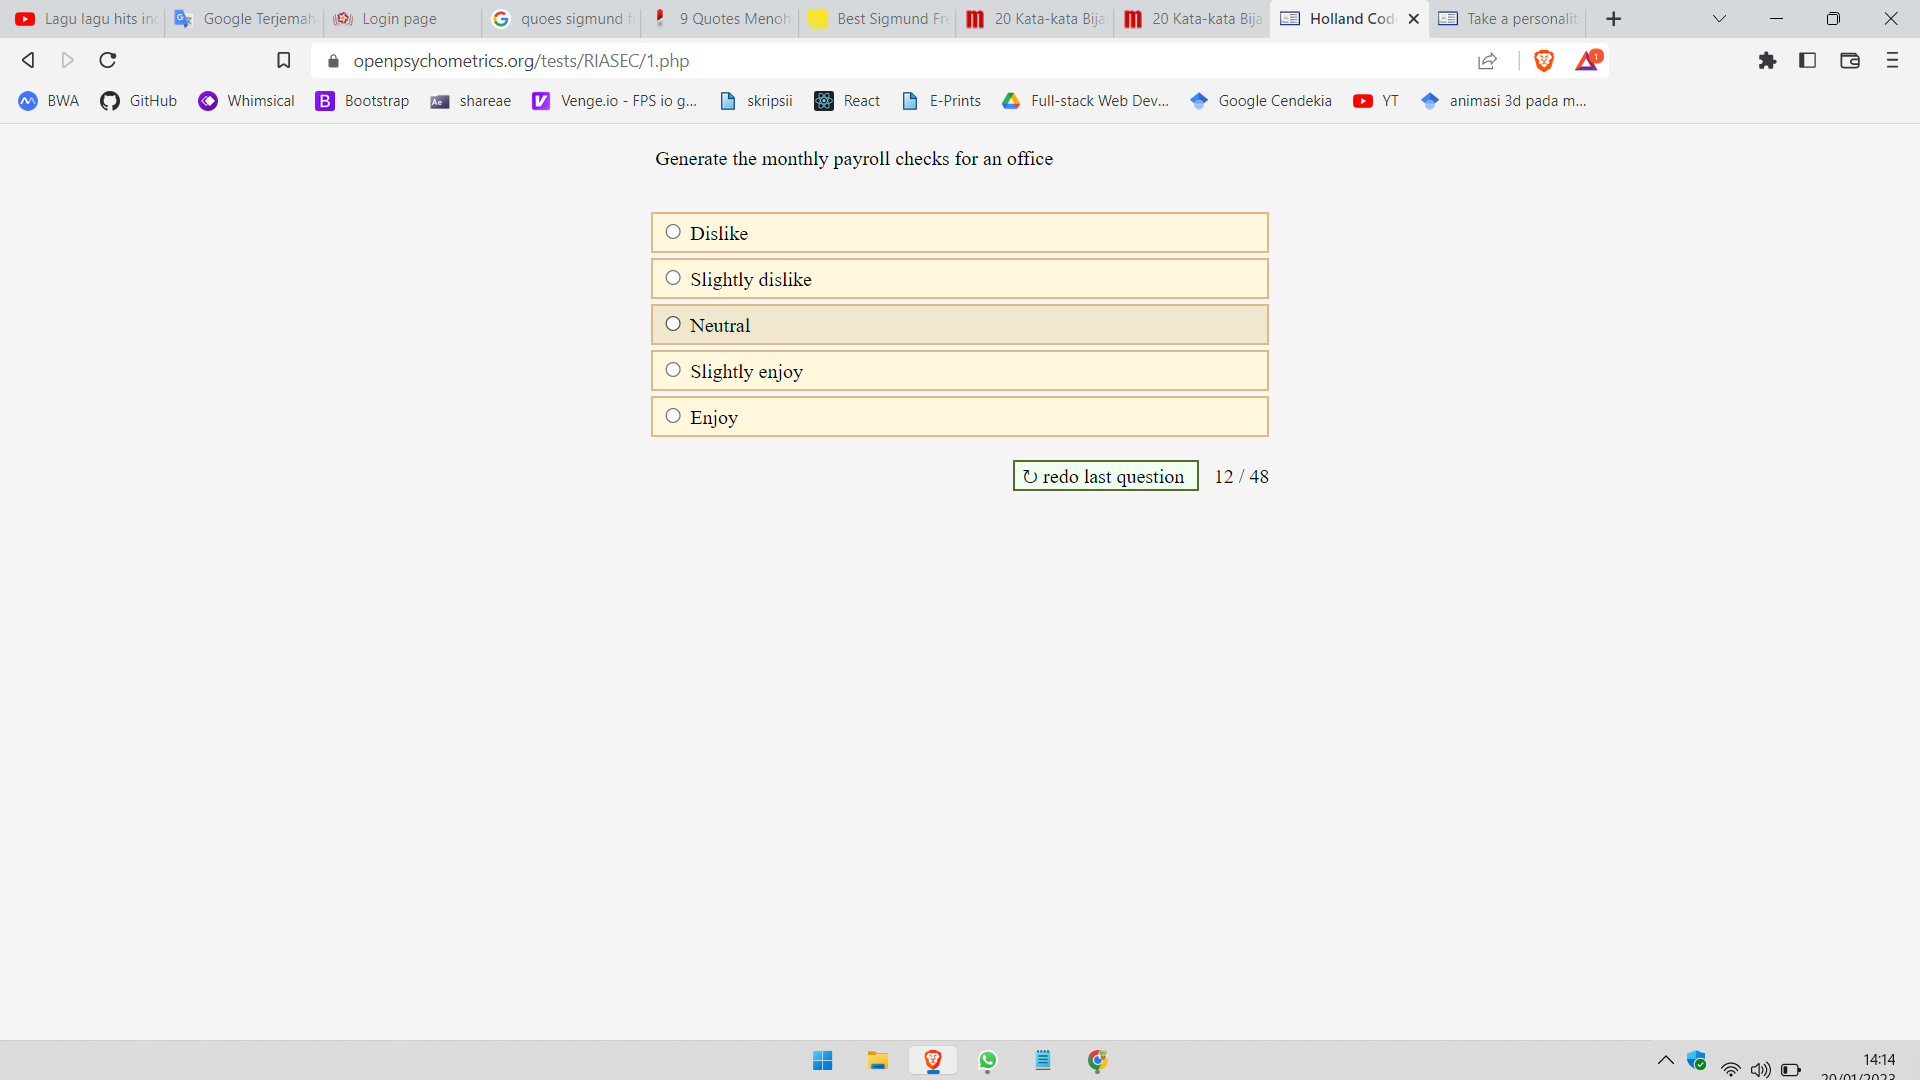 Lagu lagu hits ind
Google Terjemah
Login page
quoes sigmund f
9 Quotes Menoh
Best Sigmund Fre
20 Kata-kata Bija
20 Kata-kata Bija
Holland Cod
Take a personalit
openpsychometrics.org/tests/RIASEC/1.php
1
BWA
GitHub
Whimsical
Bootstrap
shareae
Venge.io - FPS io g...
skripsii
React
E-Prints
Full-stack Web Dev...
Google Cendekia
YT
animasi 3d pada m...
Generate the monthly payroll checks for an office
Dislike
Slightly dislike
Neutral
Slightly enjoy
Enjoy
↻ redo last question
12 / 48
14:14
20/01/2023